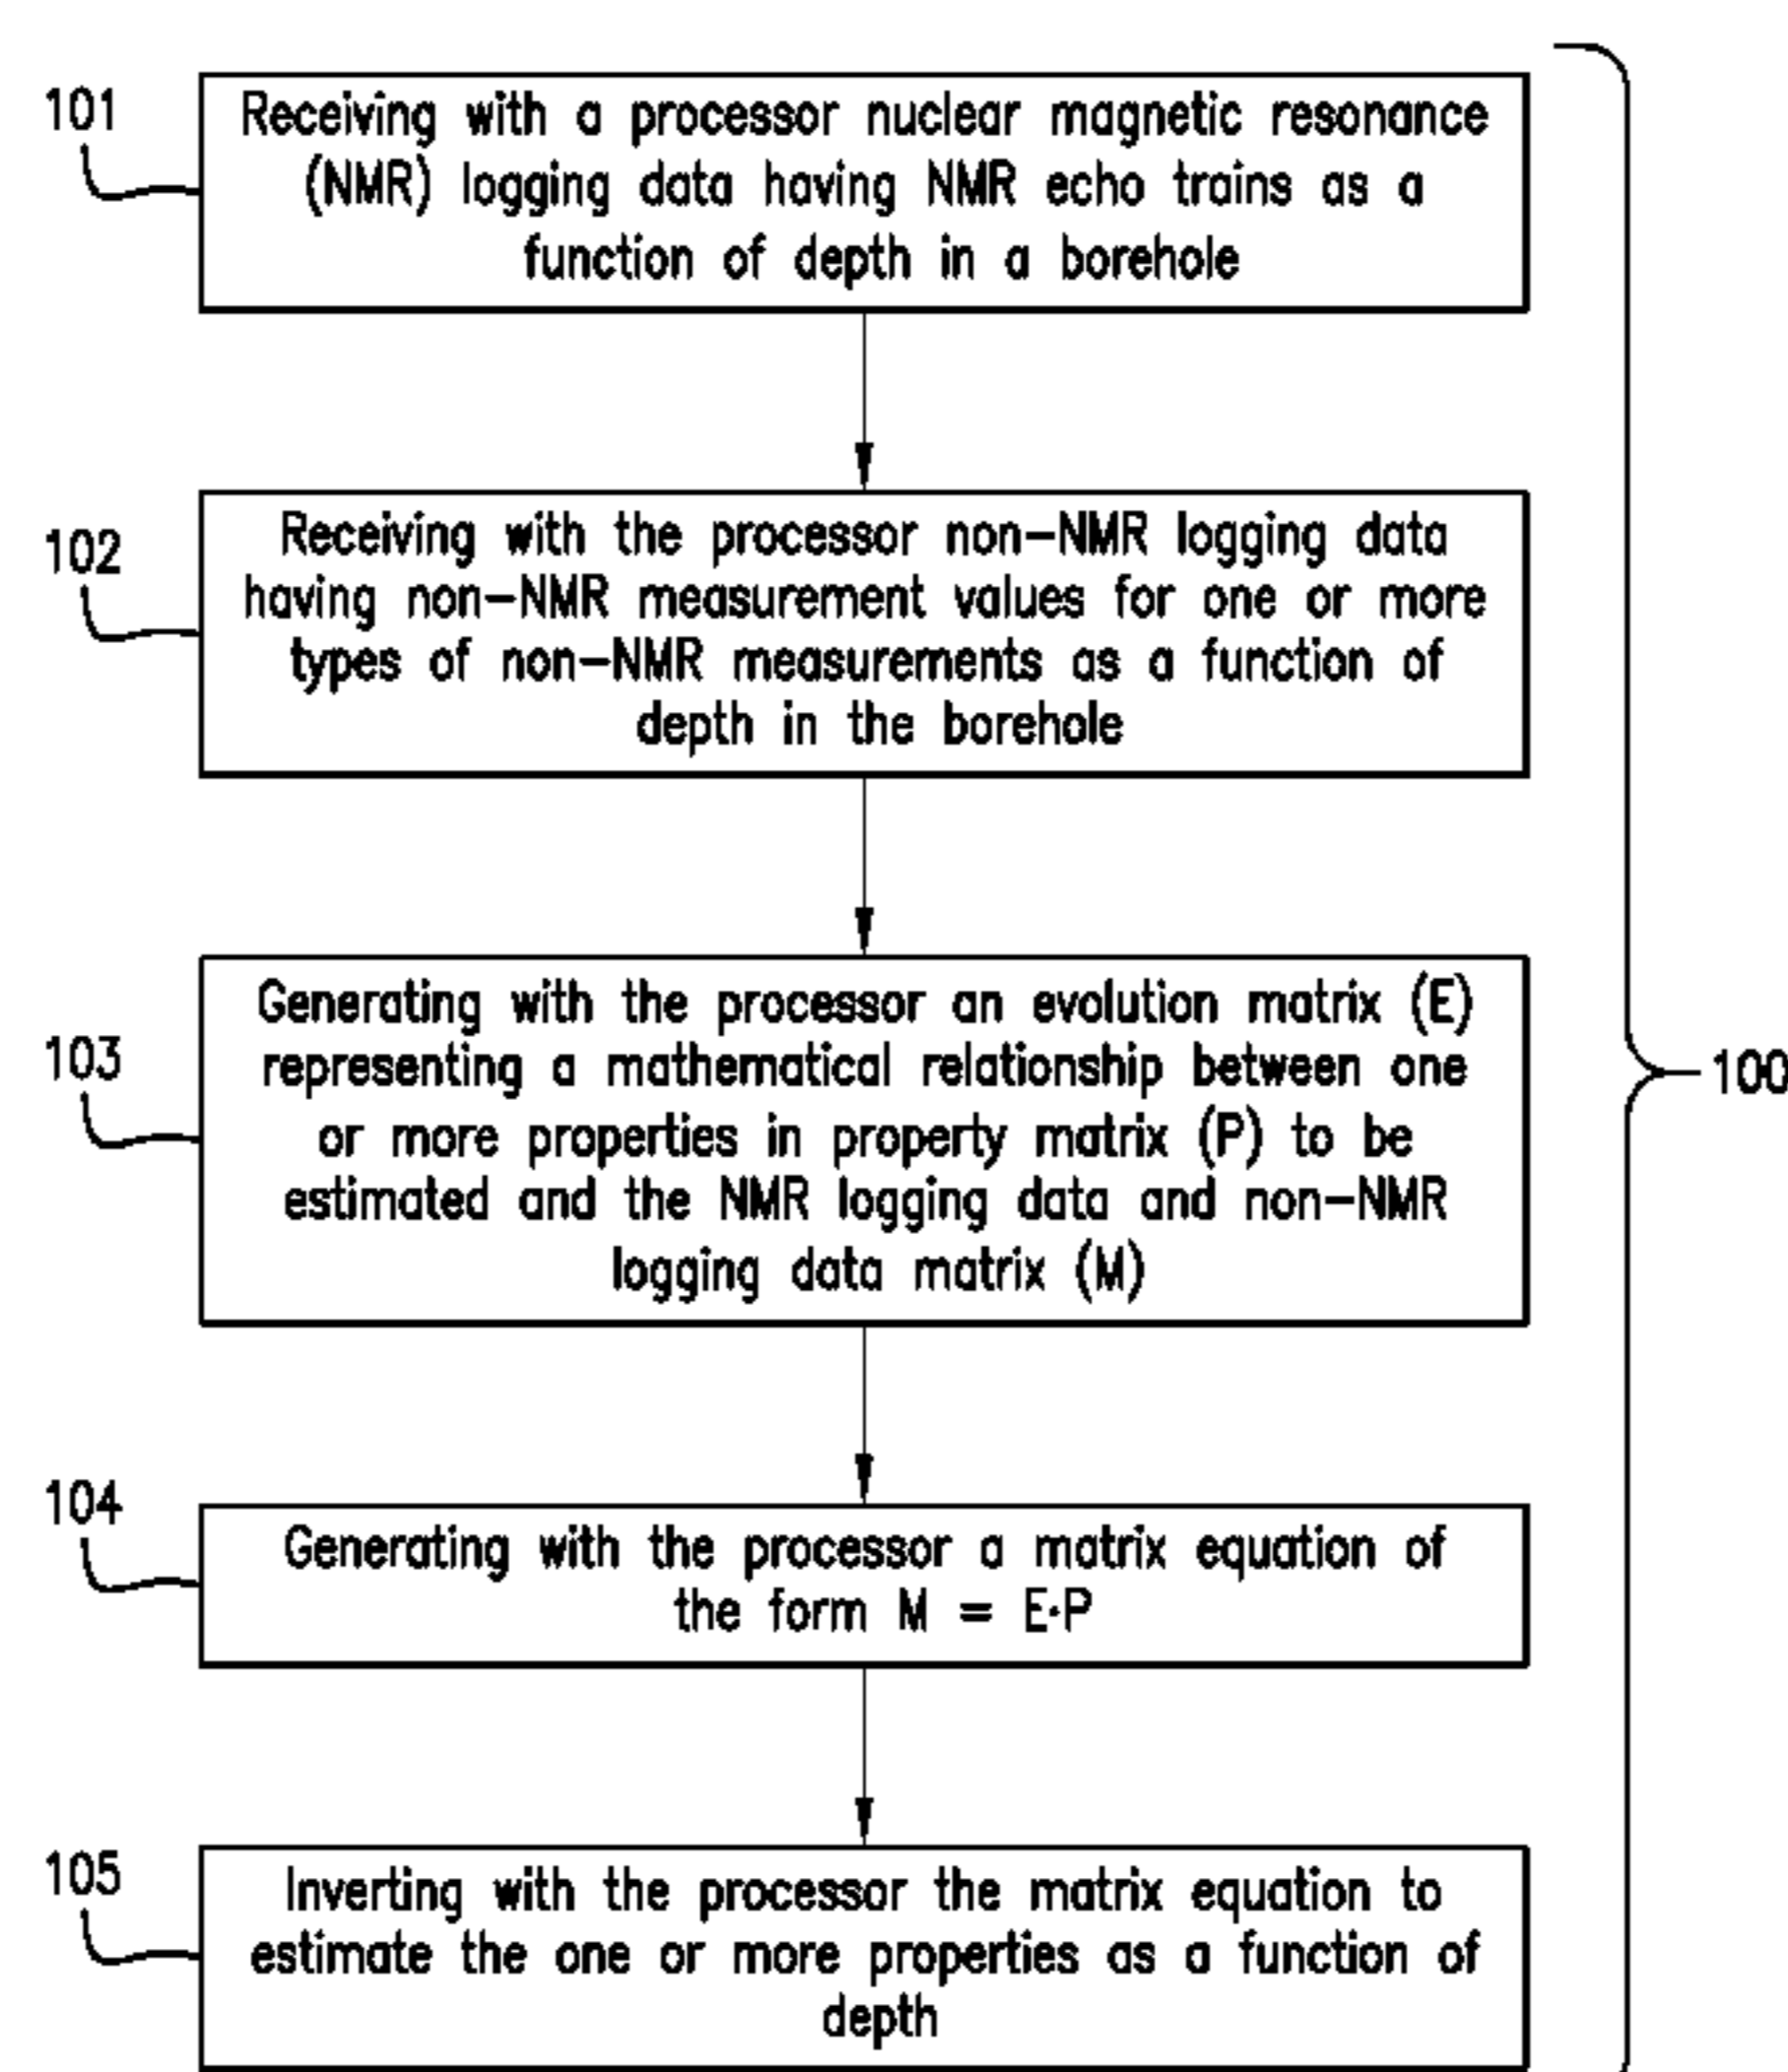 101
Receiving with a processor nuclear magnetic resonance
(NMR) logging data having NMR echo trains as a
function of depth in a borehole
102
Receiving with the processor non-NMR logging data
having non-NMR measurement values for one or more
types of non-NMR measurements as a function of
depth in the borehole
103
Generating with the processor an evolution matrix (E)
representing a mathematical relationship between one
or more properties in property matrix (P) to be
estimated and the NMR logging data and non-NMR
logging data matrix (M)
100
104
Generating with the processor a matrix equation of
the form M = E·P
105
Inverting with the processor the matrix equation to
estimate the one or more properties as a function of
depth